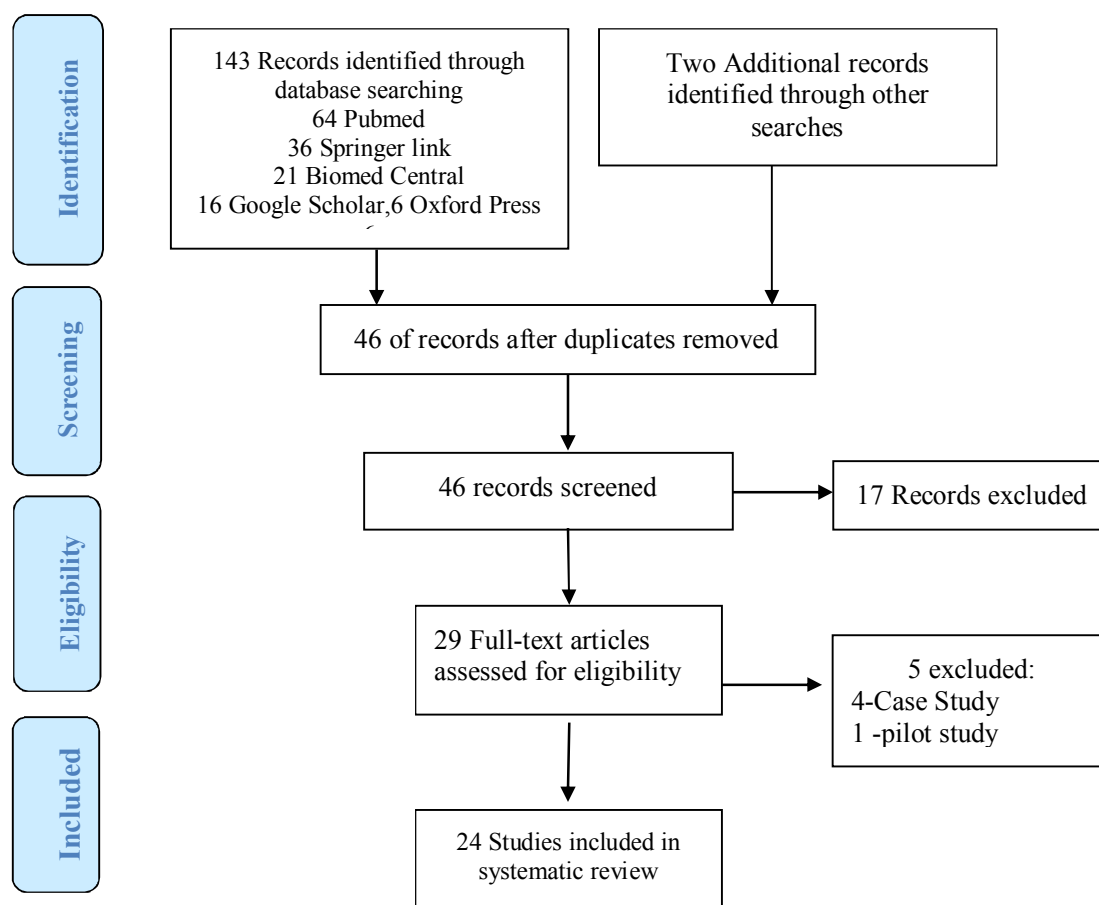 Identification
143 Records identified through
database searching
64 Pubmed
36 Springer link
21 Biomed Central
16 Google Scholar,6 Oxford Press
Two Additional records
identified through other
searches
Screening
46 of records after duplicates removed
46 records screened
17 Records excluded
Eligibility
29 Full-text articles
assessed for eligibility
5 excluded:
4-Case Study
1 -pilot study
Included
24 Studies included in
systematic review